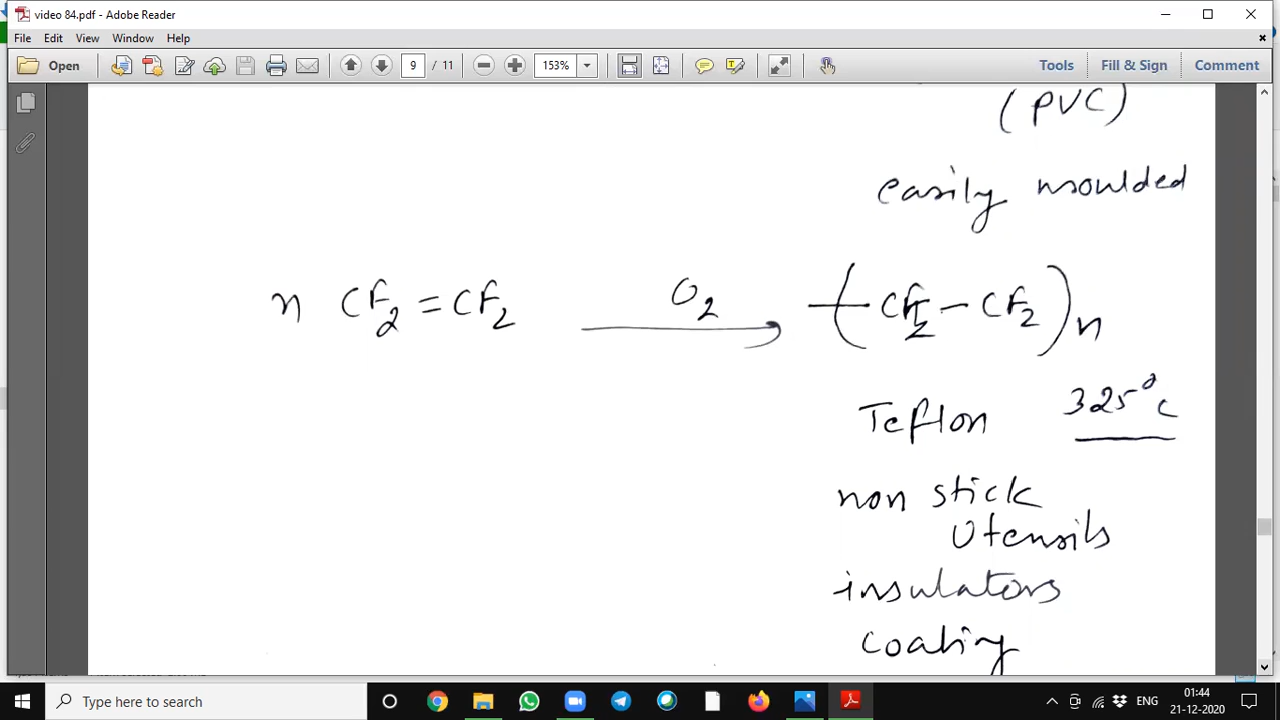 video 84.pdf - Adobe Reader
File Edit View Window Help
Open 9 / 11 153% Tools Fill & Sign Comment
(PVC)
easily moulded
n CF2 = CF2 O2 ( CF2 - CF2 )n
Teflon 325°C
non stick
Utensils
insulators
coating
Type here to search
ENG
01:44
21-12-2020